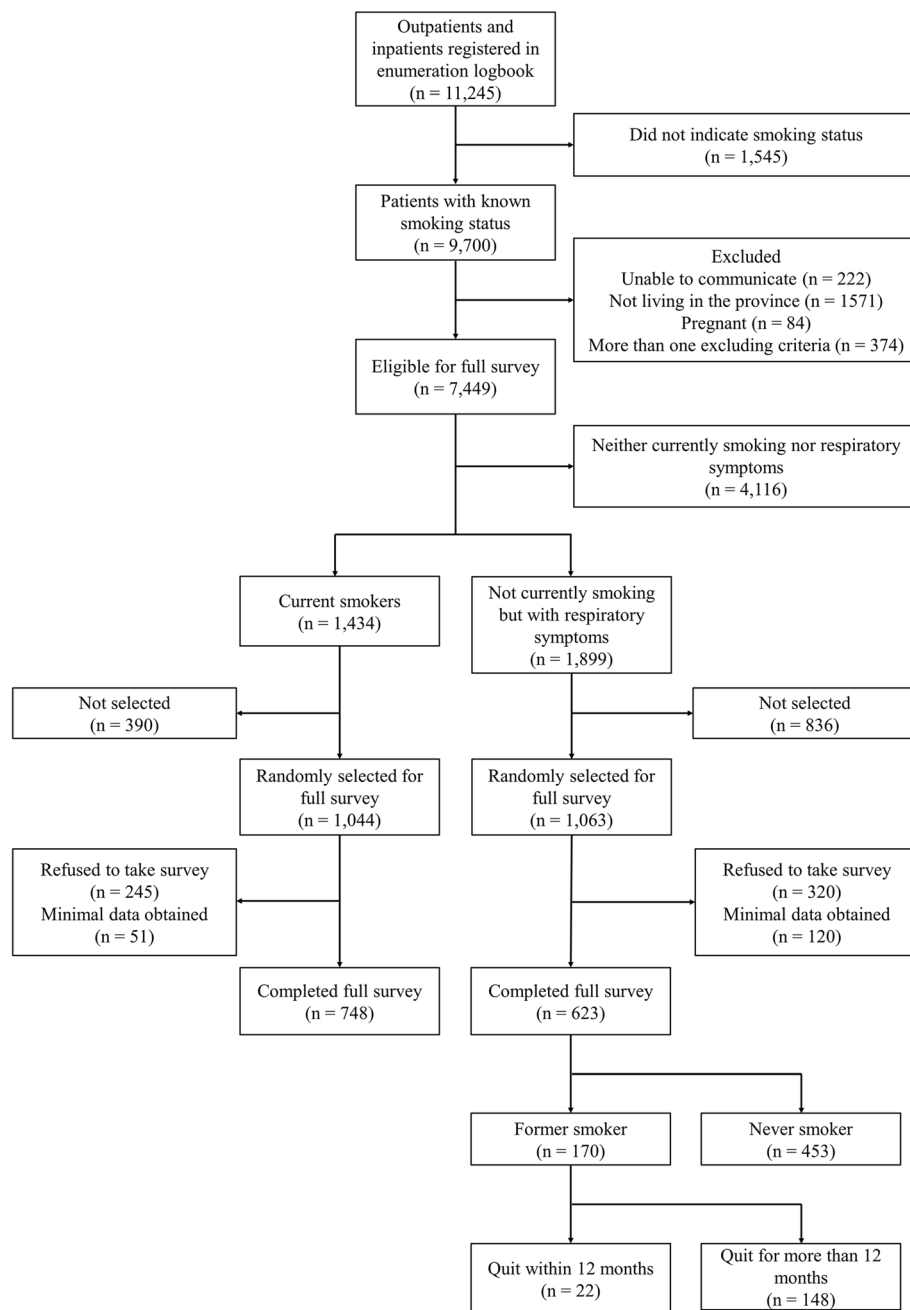 Outpatients and
inpatients registered in
enumeration logbook
(n = 11,245)
Did not indicate smoking status
(n = 1,545)
Patients with known
smoking status
(n = 9,700)
Excluded
Unable to communicate (n = 222)
Not living in the province (n = 1571)
Pregnant (n = 84)
More than one excluding criteria (n = 374)
Eligible for full survey
(n = 7,449)
Neither currently smoking nor respiratory
symptoms
(n = 4,116)
Current smokers
(n = 1,434)
Not currently smoking
but with respiratory
symptoms
(n = 1,899)
Not selected
(n = 390)
Not selected
(n = 836)
Randomly selected for
full survey
(n = 1,044)
Randomly selected for
full survey
(n = 1,063)
Refused to take survey
(n = 245)
Minimal data obtained
(n = 51)
Refused to take survey
(n = 320)
Minimal data obtained
(n = 120)
Completed full survey
(n = 748)
Completed full survey
(n = 623)
Former smoker
(n = 170)
Never smoker
(n = 453)
Quit within 12 months
(n = 22)
Quit for more than 12
months
(n = 148)